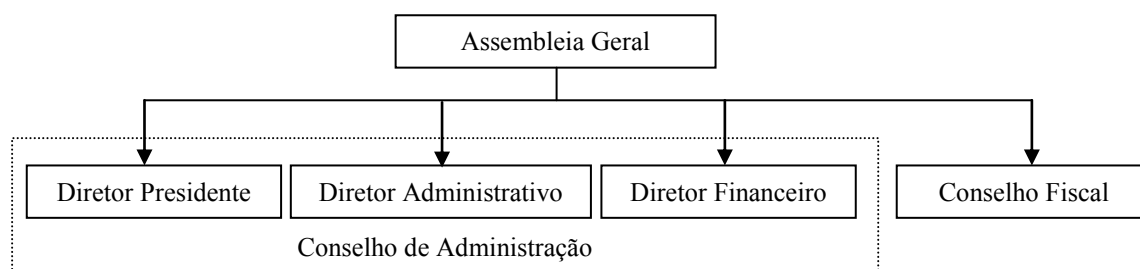 Assembleia Geral
Diretor Presidente
Diretor Administrativo
Diretor Financeiro
Conselho Fiscal
Conselho de Administração